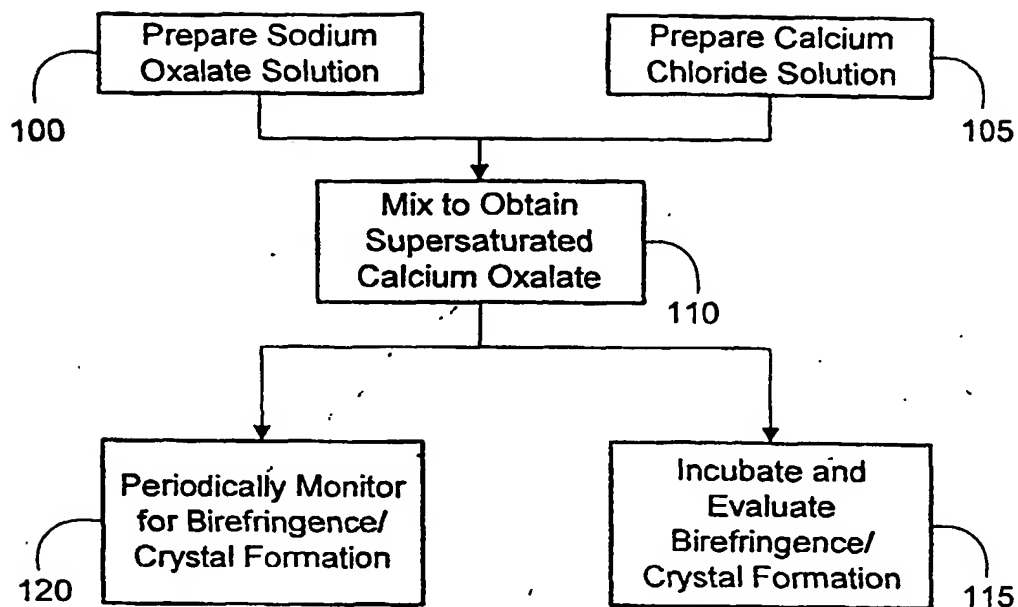 Prepare Sodium
Oxalate Solution
100
Prepare Calcium
Chloride Solution
105
Mix to Obtain
Supersaturated
Calcium Oxalate
110
Periodically Monitor
for Birefringence/
Crystal Formation
120
Incubate and
Evaluate
Birefringence/
Crystal Formation
115